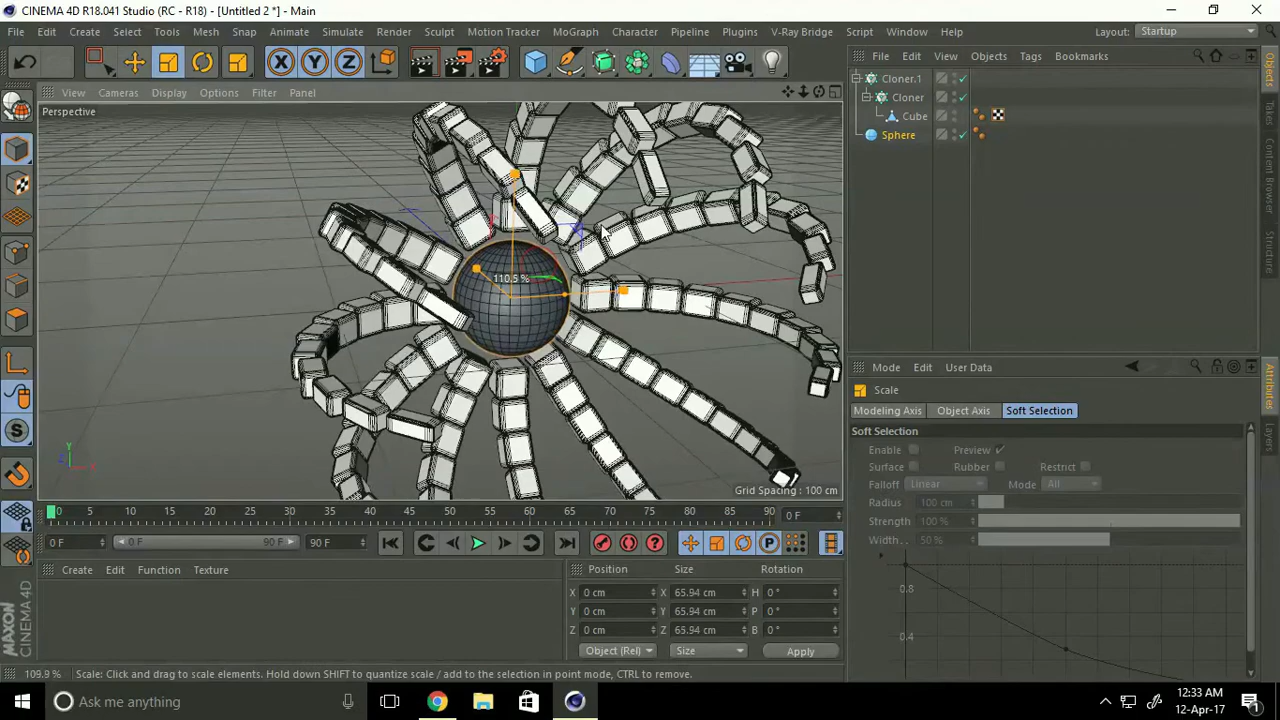 CINEMA 4D R18.041 Studio (RC - R18) - [Untitled 2 *] - Main
File Edit Create Select Tools Mesh Snap Animate Simulate Render Sculpt Motion Tracker MoGraph Character Pipeline Plugins V-Ray Bridge Script Window Help Layout: Startup
File Edit View Objects Tags Bookmarks
View Cameras Display Options Filter Panel
Perspective
Cloner.1
Cloner
Cube
Sphere
110.5 %
Objects
Takes
Content Browser
Structure
Mode Edit User Data
Scale
Modeling Axis Object Axis Soft Selection
Soft Selection
Enable Preview
Surface Rubber Restrict
Falloff Linear Mode All
Radius 100 cm
Strength 100 %
Width.. 50 %
0.8
0.4
Attributes
Layers
Y
Grid Spacing : 100 cm
0 5 10 15 20 25 30 35 40 45 50 55 60 65 70 75 80 85 90 0 F
0 F 0 F 90 F 90 F
Create Edit Function Texture
Position Size Rotation
X 0 cm X 65.94 cm H 0 °
Y 0 cm Y 65.94 cm P 0 °
Z 0 cm Z 65.94 cm B 0 °
Object (Rel) Size Apply
MAXON CINEMA 4D
109.9 % Scale: Click and drag to scale elements. Hold down SHIFT to quantize scale / add to the selection in point mode, CTRL to remove.
Ask me anything
12:33 AM
12-Apr-17